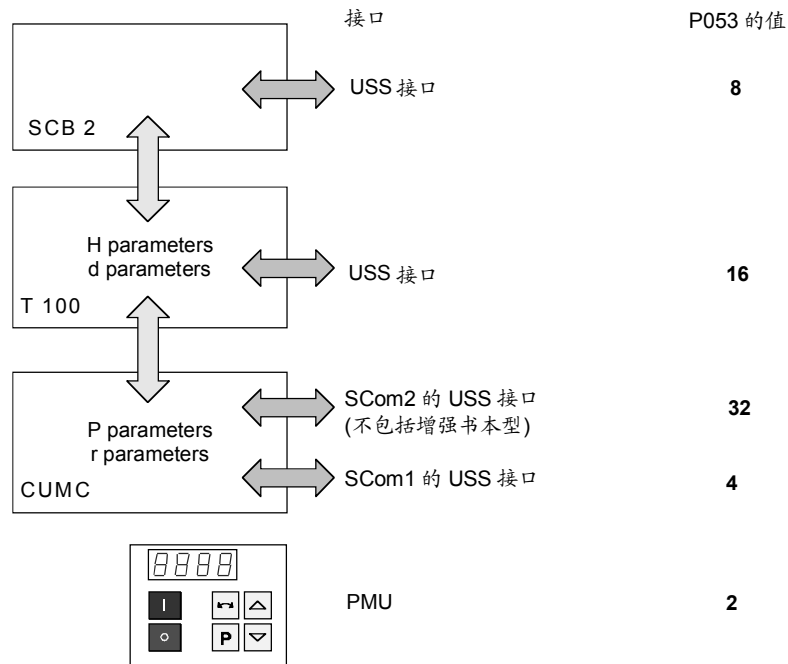 接口 P053 的值
USS 接口 8
SCB 2
H parameters
d parameters
USS 接口 16
T 100
SCom2 的 USS 接口
(不包括增强书本型)
32
P parameters
r parameters
SCom1 的 USS 接口 4
CUMC
8888
I
P
O
PMU 2